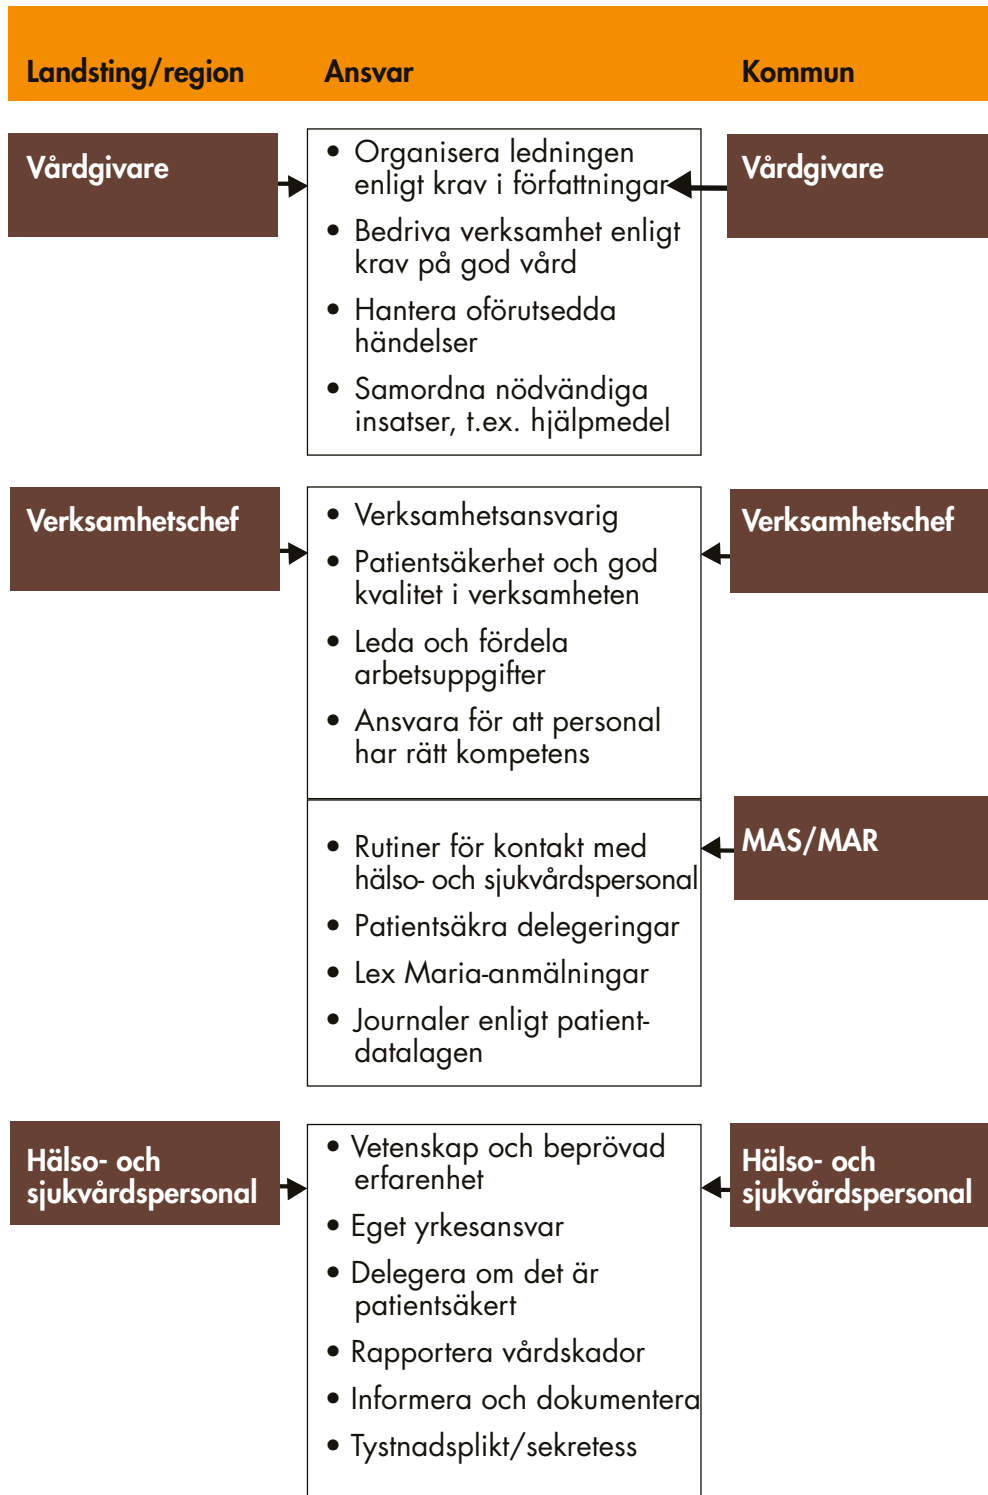 Landsting/region Ansvar Kommun
Vårdgivare
• Organisera ledningen
enligt krav i författningar
• Bedriva verksamhet enligt
krav på god vård
• Hantera oförutsedda
händelser
• Samordna nödvändiga
insatser, t.ex. hjälpmedel
Vårdgivare
Verksamhetschef
• Verksamhetsansvarig
• Patientsäkerhet och god
kvalitet i verksamheten
• Leda och fördela
arbetsuppgifter
• Ansvara för att personal
har rätt kompetens
Verksamhetschef
• Rutiner för kontakt med
hälso- och sjukvårdspersonal
• Patientsäkra delegeringar
• Lex Maria-anmälningar
• Journaler enligt patient-
datalagen
MAS/MAR
Hälso- och
sjukvårdspersonal
• Vetenskap och beprövad
erfarenhet
• Eget yrkesansvar
• Delegera om det är
patientsäkert
• Rapportera vårdskador
• Informera och dokumentera
• Tystnadsplikt/sekretess
Hälso- och
sjukvårdspersonal